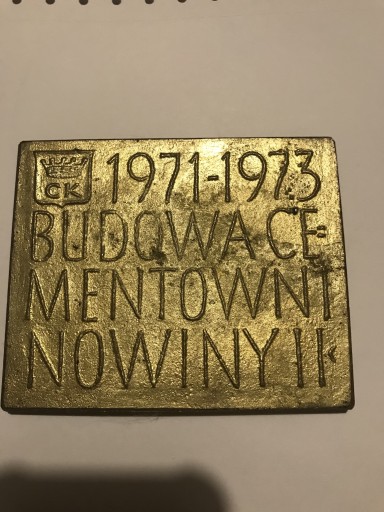 CK 1971-1973
BUDOWA CE-
MENTOWNI
NOWINY II